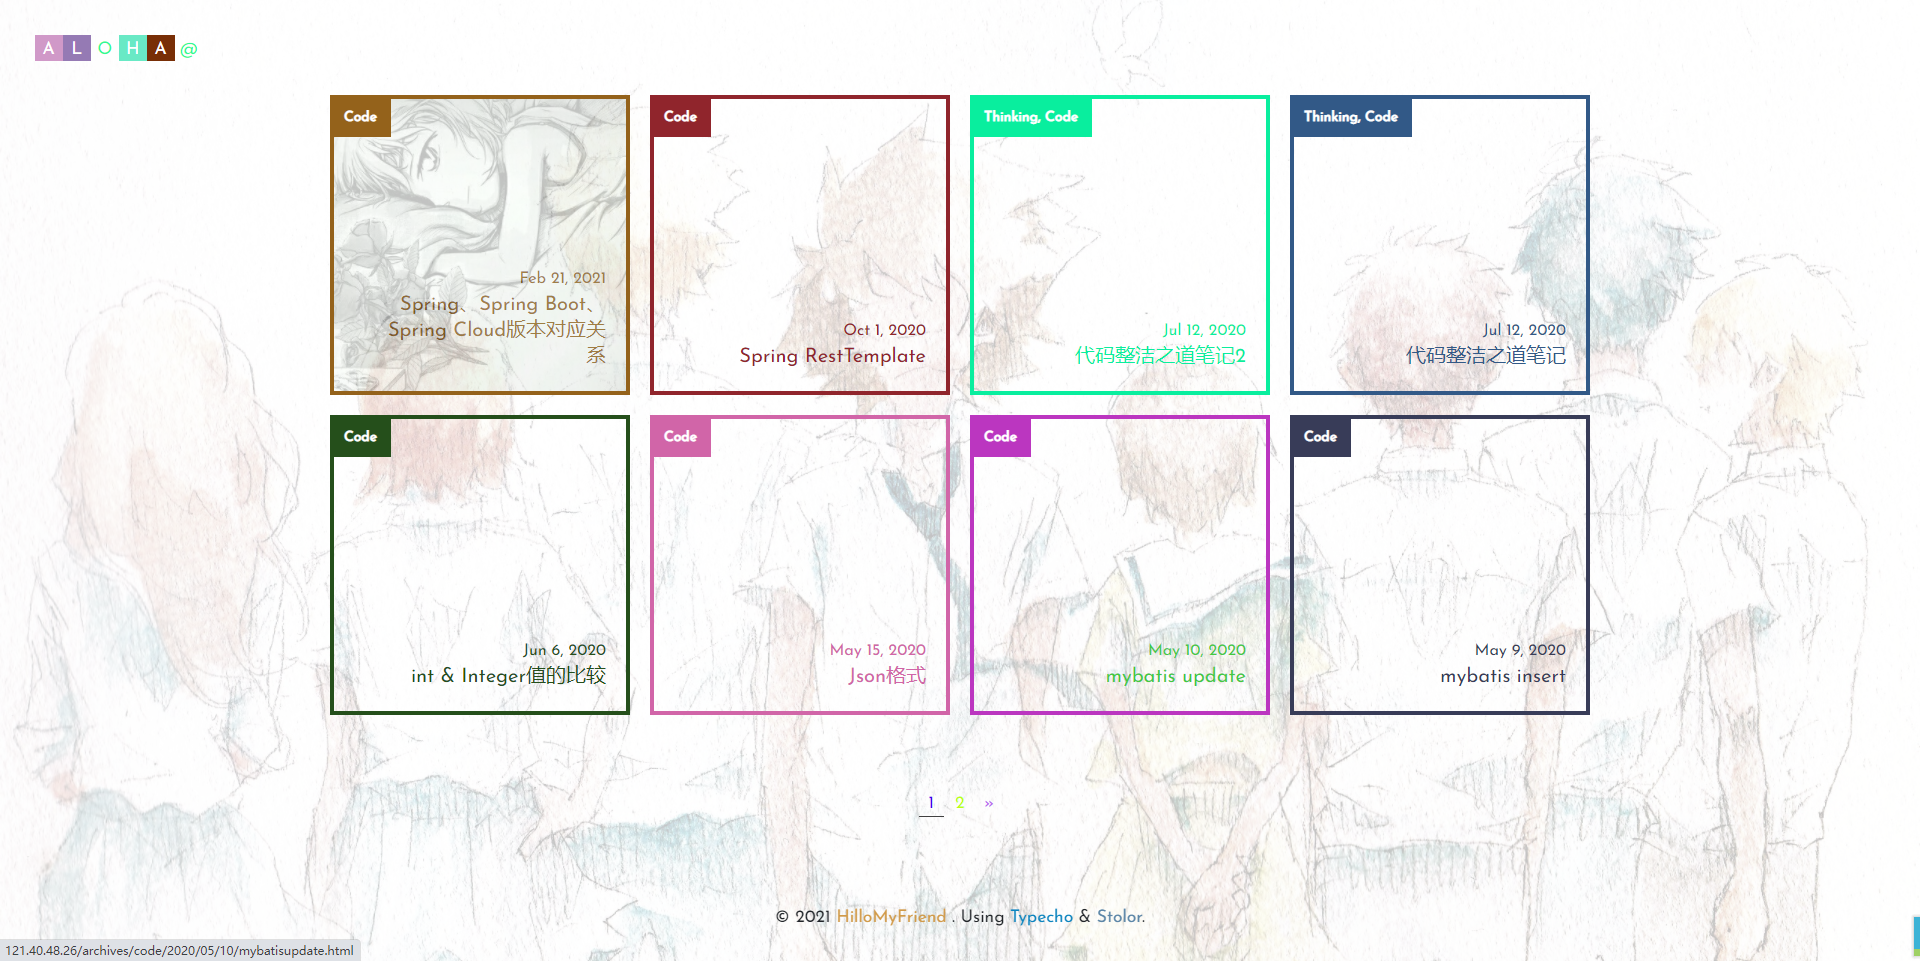 ALOHA@
Code
Feb 21, 2021
Spring、Spring Boot、
Spring Cloud版本对应关
系
Code
Oct 1, 2020
Spring RestTemplate
Thinking, Code
Jul 12, 2020
代码整洁之道笔记2
Thinking, Code
Jul 12, 2020
代码整洁之道笔记
Code
Jun 6, 2020
int & Integer值的比较
Code
May 15, 2020
Json格式
Code
May 10, 2020
mybatis update
Code
May 9, 2020
mybatis insert
1 2 »
© 2021 HilloMyFriend . Using Typecho & Stolor.
121.40.48.26/archives/code/2020/05/10/mybatisupdate.html